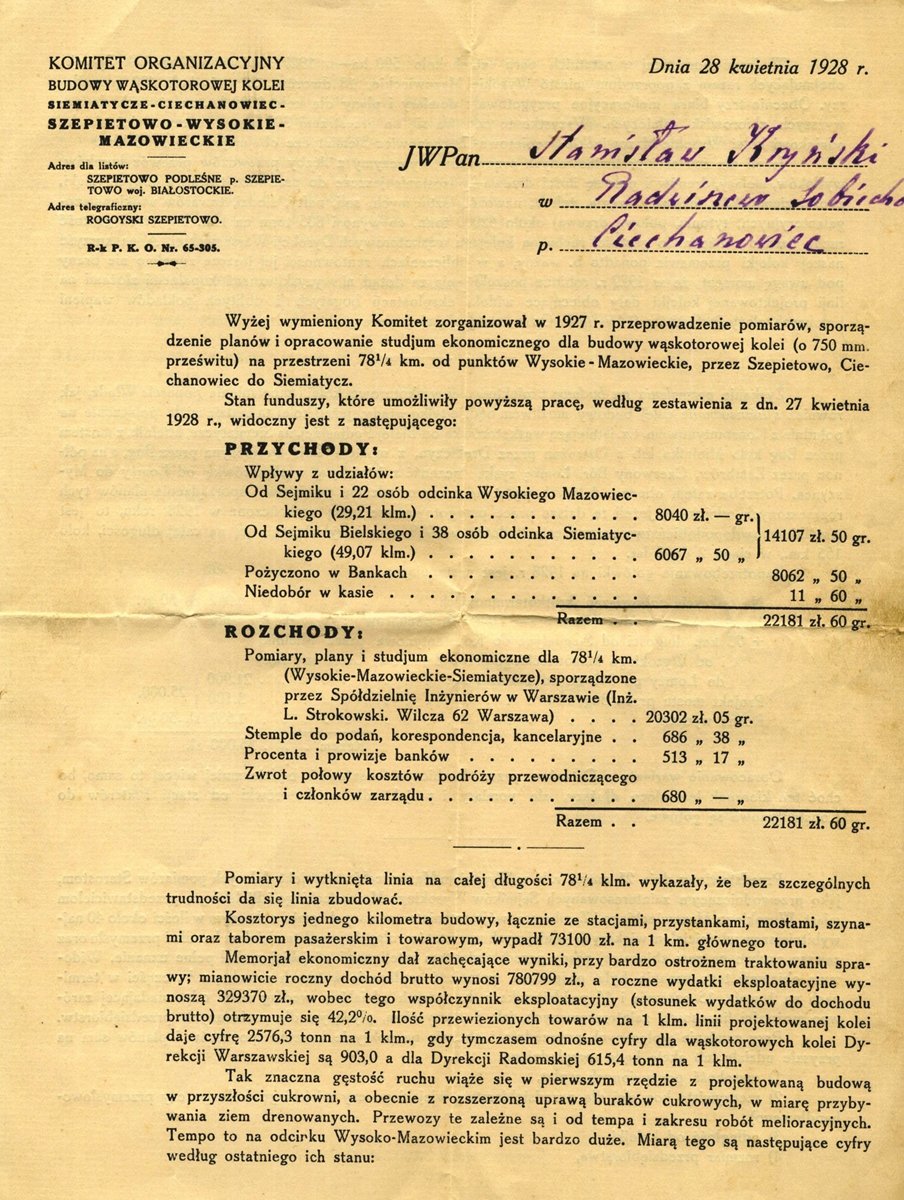 KOMITET ORGANIZACYJNY
BUDOWY WĄSKOTOROWEJ KOLEI
SIEMIATYCZE-CIECHANOWIEC-
SZEPIETOWO-WYSOKIE-
MAZOWIECKIE
Adres dla listów:
SZEPIETOWO PODLEŚNE p. SZEPIE-
TOWO woj. BIAŁOSTOCKIE.
Adres telegraficzny:
ROGOYSKI SZEPIETOWO.
R-k P. K. O. Nr. 65-305.
Dnia 28 kwietnia 1928 r.
JWPan Stanisław Kryński
w
p. Ciechanowiec
Wyżej wymieniony Komitet zorganizował w 1927 r. przeprowadzenie pomiarów, sporzą-
dzenie planów i opracowanie studjum ekonomicznego dla budowy wąskotorowej kolei (o 750 mm.
prześwitu) na przestrzeni 78¹/₄ km. od punktów Wysokie-Mazowieckie, przez Szepietowo, Cie-
chanowiec do Siemiatycz.
Stan funduszy, które umożliwiły powyższą pracę, według zestawienia z dn. 27 kwietnia
1928 r., widoczny jest z następującego:
PRZYCHODY:
Wpływy z udziałów:
Od Sejmiku i 22 osób odcinka Wysokiego Mazowiec-
kiego (29,21 klm.) . . . . . . . . . . . 8040 zł. — gr.
Od Sejmiku Bielskiego i 38 osób odcinka Siemiatyc- 14107 zł. 50 gr.
kiego (49,07 klm.) . . . . . . . . . . . 6067 „ 50 „
Pożyczono w Bankach . . . . . . . . . . . 8062 „ 50 „
Niedobór w kasie . . . . . . . . . . . . . 11 „ 60 „
Razem . . 22181 zł. 60 gr.
ROZCHODY:
Pomiary, plany i studjum ekonomiczne dla 78¹/₄ km.
(Wysokie-Mazowieckie-Siemiatycze), sporządzone
przez Spółdzielnię Inżynierów w Warszawie (Inż.
L. Strokowski. Wilcza 62 Warszawa) . . . . 20302 zł. 05 gr.
Stemple do podań, korespondencja, kancelaryjne . . 686 „ 38 „
Procenta i prowizje banków . . . . . . . . . 513 „ 17 „
Zwrot połowy kosztów podróży przewodniczącego
i członków zarządu . . . . . . . . . . . 680 „ — „
Razem . . 22181 zł. 60 gr.
Pomiary i wytknięta linia na całej długości 78¹/₄ klm. wykazały, że bez szczególnych
trudności da się linia zbudować.
Kosztorys jednego kilometra budowy, łącznie ze stacjami, przystankami, mostami, szyna-
mi oraz taborem pasażerskim i towarowym, wypadł 73100 zł. na 1 km. głównego toru.
Memorjał ekonomiczny dał zachęcające wyniki, przy bardzo ostrożnem traktowaniu spra-
wy; mianowicie roczny dochód brutto wynosi 780799 zł., a roczne wydatki eksploatacyjne wy-
noszą 329370 zł., wobec tego współczynnik eksploatacyjny (stosunek wydatków do dochodu
brutto) otrzymuje się 42,2%. Ilość przewiezionych towarów na 1 klm. linii projektowanej kolei
daje cyfrę 2576,3 tonn na 1 klm., gdy tymczasem odnośne cyfry dla wąskotorowych kolei Dy-
rekcji Warszawskiej są 903,0 a dla Dyrekcji Radomskiej 615,4 tonn na 1 klm.
Tak znaczna gęstość ruchu wiąże się w pierwszym rzędzie z projektowaną budową
w przyszłości cukrowni, a obecnie z rozszerzoną uprawą buraków cukrowych, w miarę przyby-
wania ziem drenowanych. Przewozy te zależne są i od tempa i zakresu robót melioracyjnych.
Tempo to na odcinku Wysoko-Mazowieckim jest bardzo duże. Miarą tego są następujące cyfry
według ostatniego ich stanu: